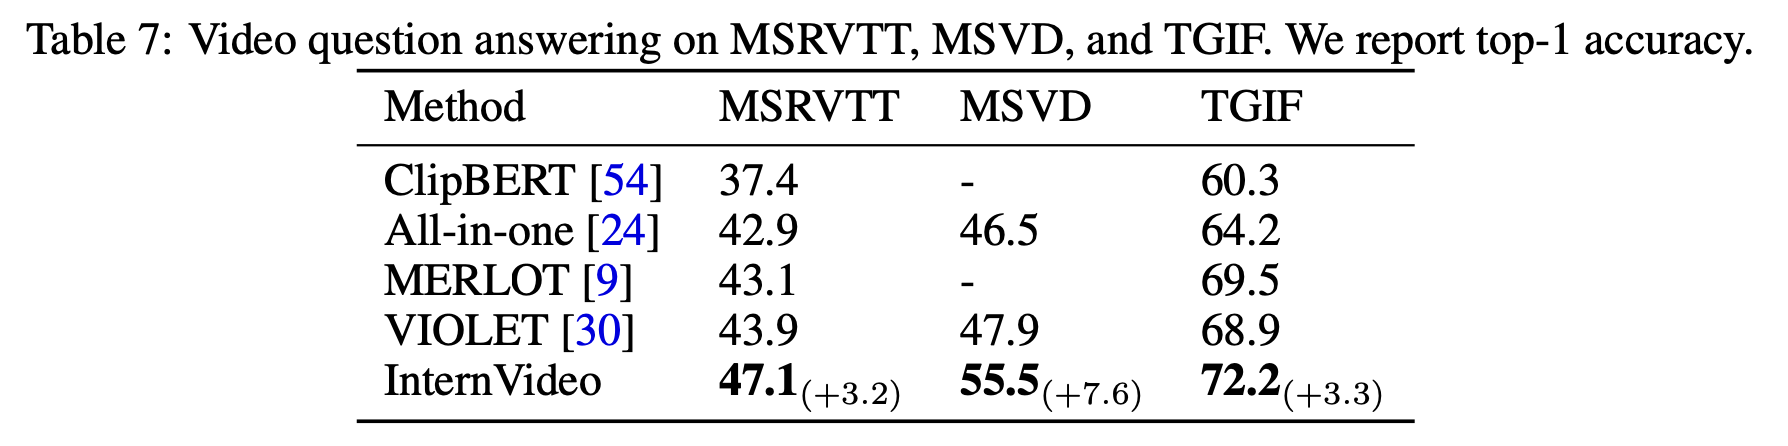 Table 7: Video question answering on MSRVTT, MSVD, and TGIF. We report top-1 accuracy.
Method MSRVTT MSVD TGIF
ClipBERT [54] 37.4 - 60.3
All-in-one [24] 42.9 46.5 64.2
MERLOT [9] 43.1 - 69.5
VIOLET [30] 43.9 47.9 68.9
InternVideo 47.1(+3.2) 55.5(+7.6) 72.2(+3.3)